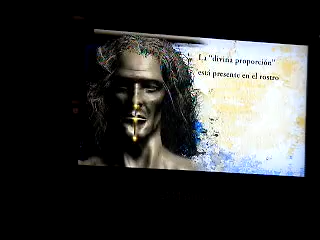 La "divina proporción"
está presente en el rostro